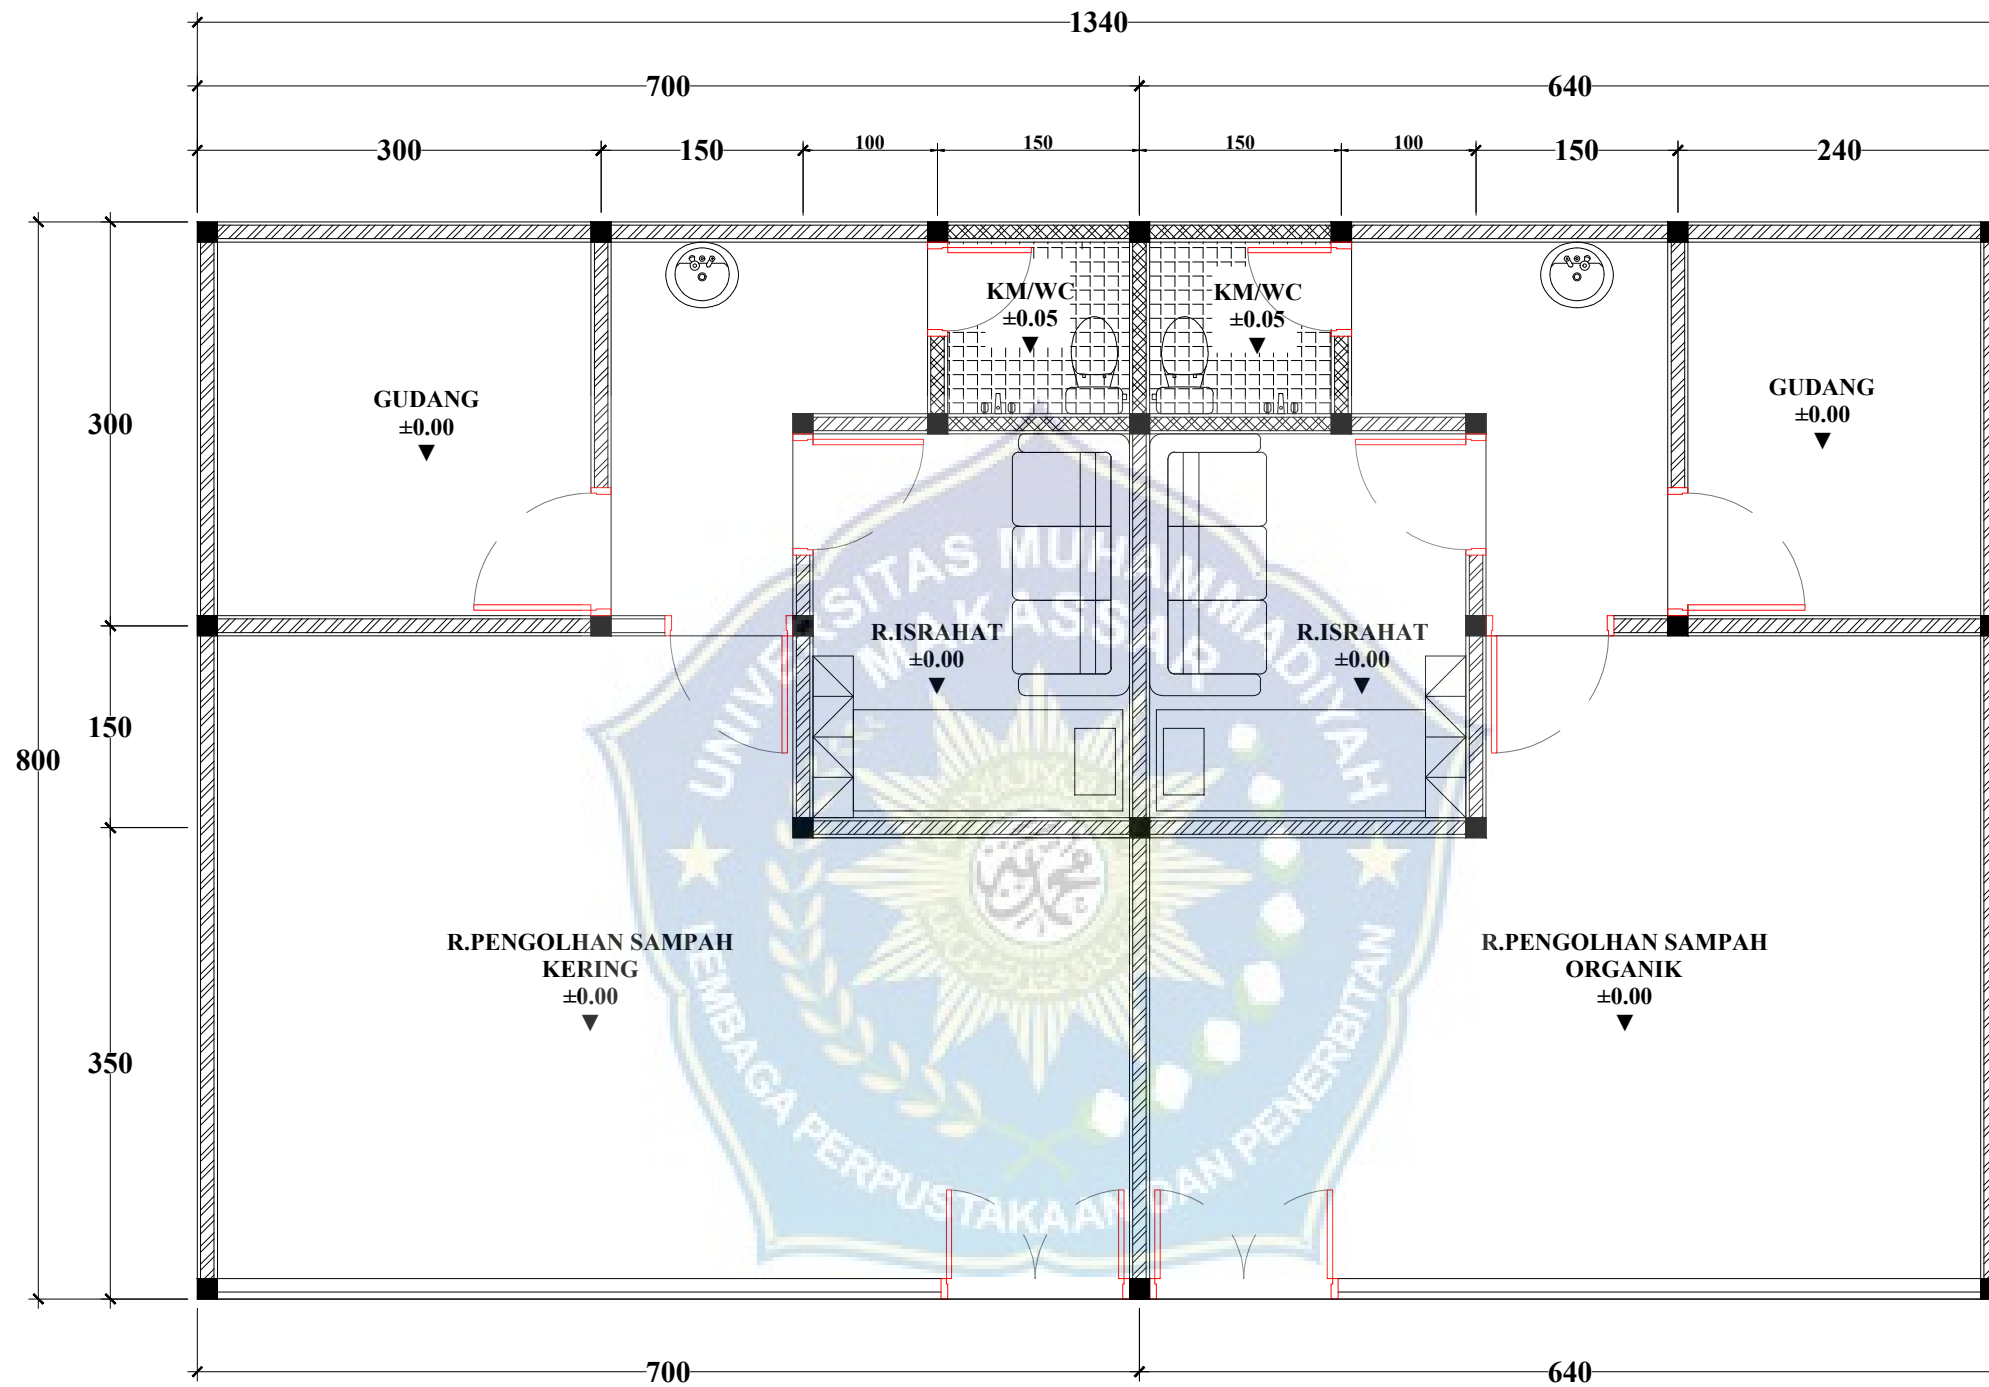 1340
700
640
300
150
100
150
150
100
150
240
KM/WC
±0.05
KM/WC
±0.05
GUDANG
±0.00
GUDANG
±0.00
300
150
800
350
UNIVERSITAS MUHAMMADIYAH
MAKASSAR
R.ISRAHAT
±0.00
R.ISRAHAT
±0.00
R.PENGOLHAN SAMPAH
KERING
±0.00
R.PENGOLHAN SAMPAH
ORGANIK
±0.00
LEMBAGA PERPUSTAKAAN DAN PENERBITAN
700
640